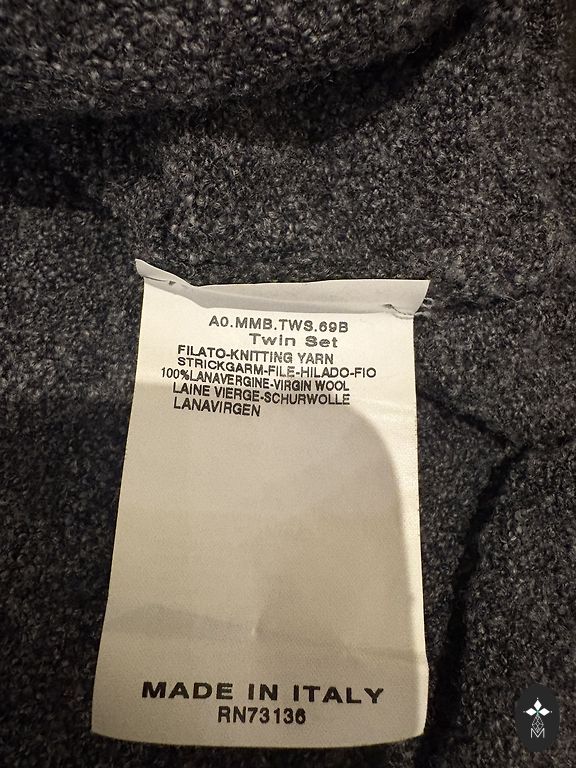 A0.MMB.TWS.69B
Twin Set
FILATO-KNITTING YARN
STRICKGARM-FILE-HILADO-FIO
100%LANAVERGINE-VIRGIN WOOL
LAINE VIERGE-SCHURWOLLE
LANAVIRGEN
MADE IN ITALY
RN73136
M